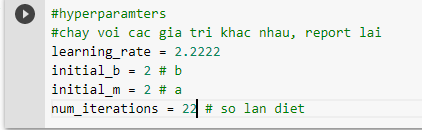 #hyperparamters
#chay voi cac gia tri khac nhau, report lai
learning_rate = 2.2222
initial_b = 2 # b
initial_m = 2 # a
num_iterations = 22 # so lan diet